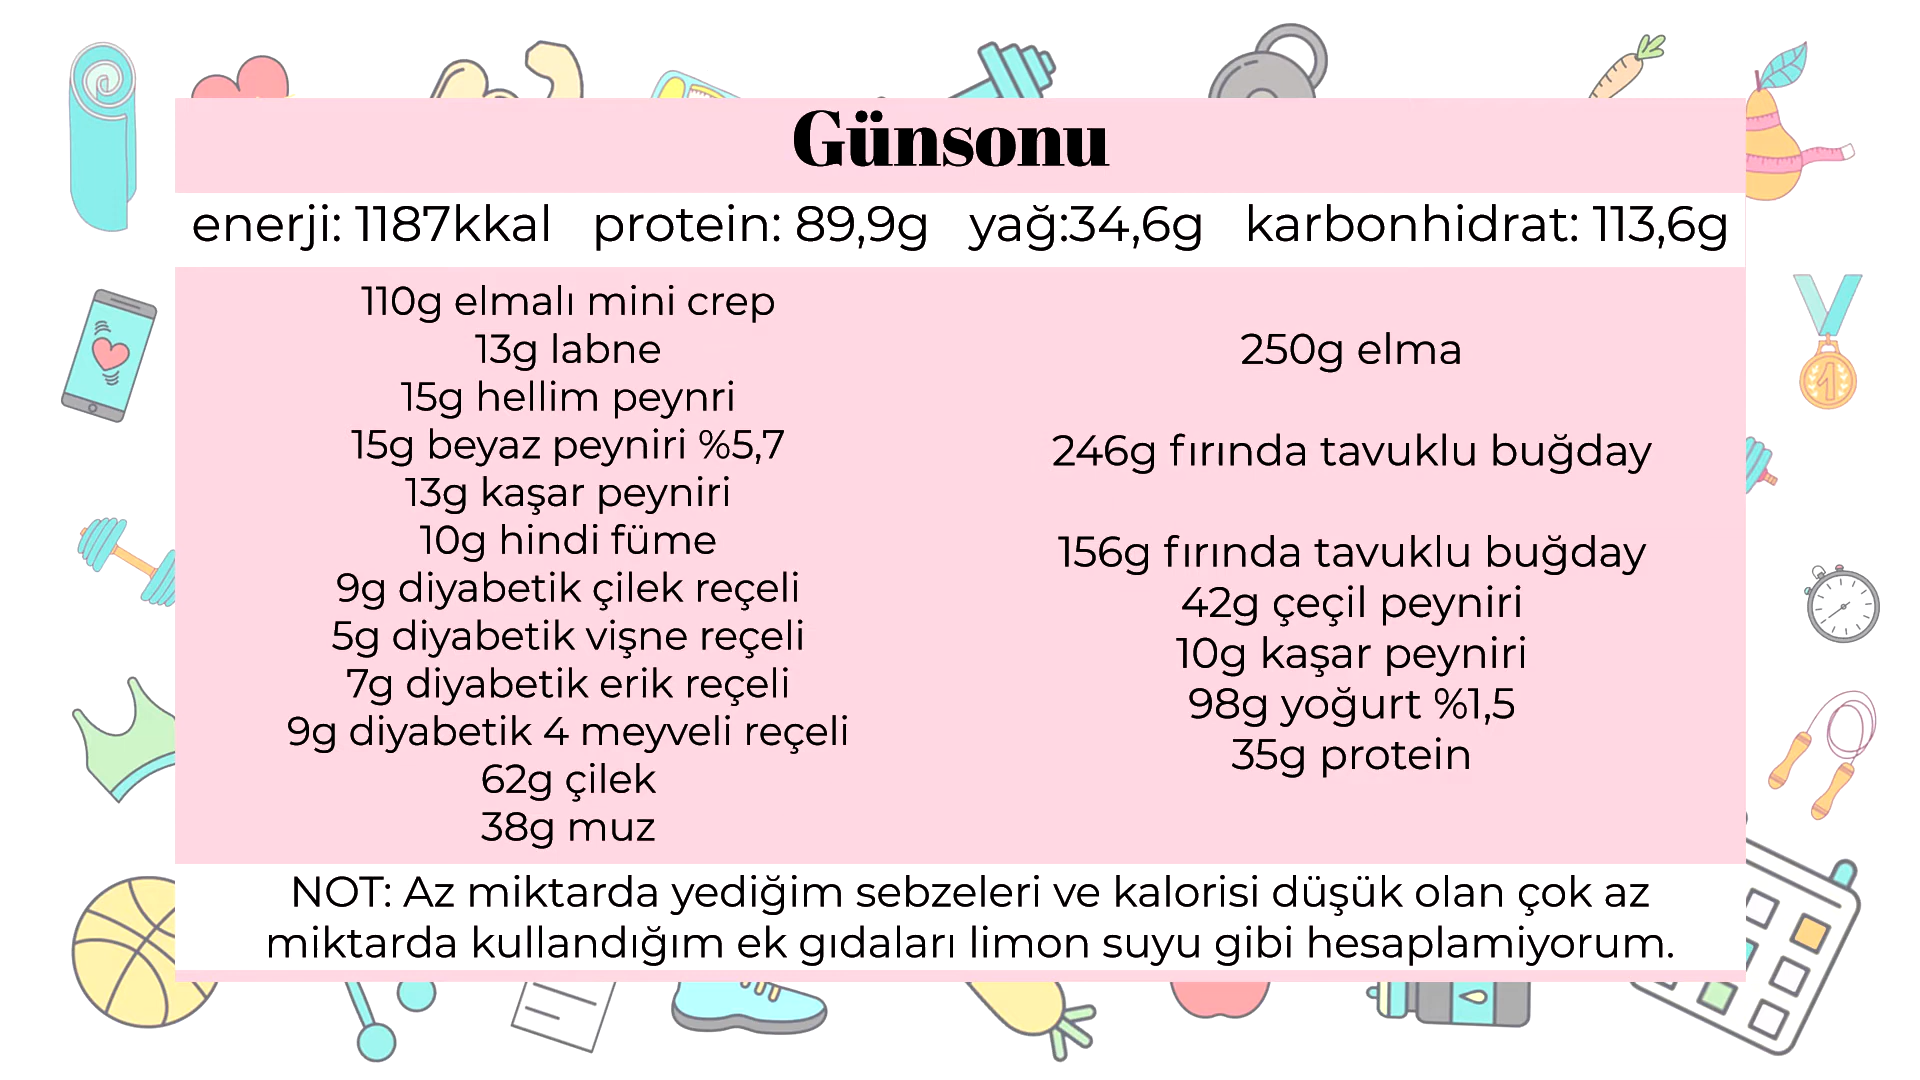 Günsonu
enerji: 1187kkal protein: 89,9g yağ:34,6g karbonhidrat: 113,6g
110g elmalı mini crep
13g labne
15g hellim peynri
15g beyaz peyniri %5,7
13g kaşar peyniri
10g hindi füme
9g diyabetik çilek reçeli
5g diyabetik vişne reçeli
7g diyabetik erik reçeli
9g diyabetik 4 meyveli reçeli
62g çilek
38g muz
250g elma
246g fırında tavuklu buğday
156g fırında tavuklu buğday
42g çeçil peyniri
10g kaşar peyniri
98g yoğurt %1,5
35g protein
NOT: Az miktarda yediğim sebzeleri ve kalorisi düşük olan çok az
miktarda kullandığım ek gıdaları limon suyu gibi hesaplamiyorum.
1